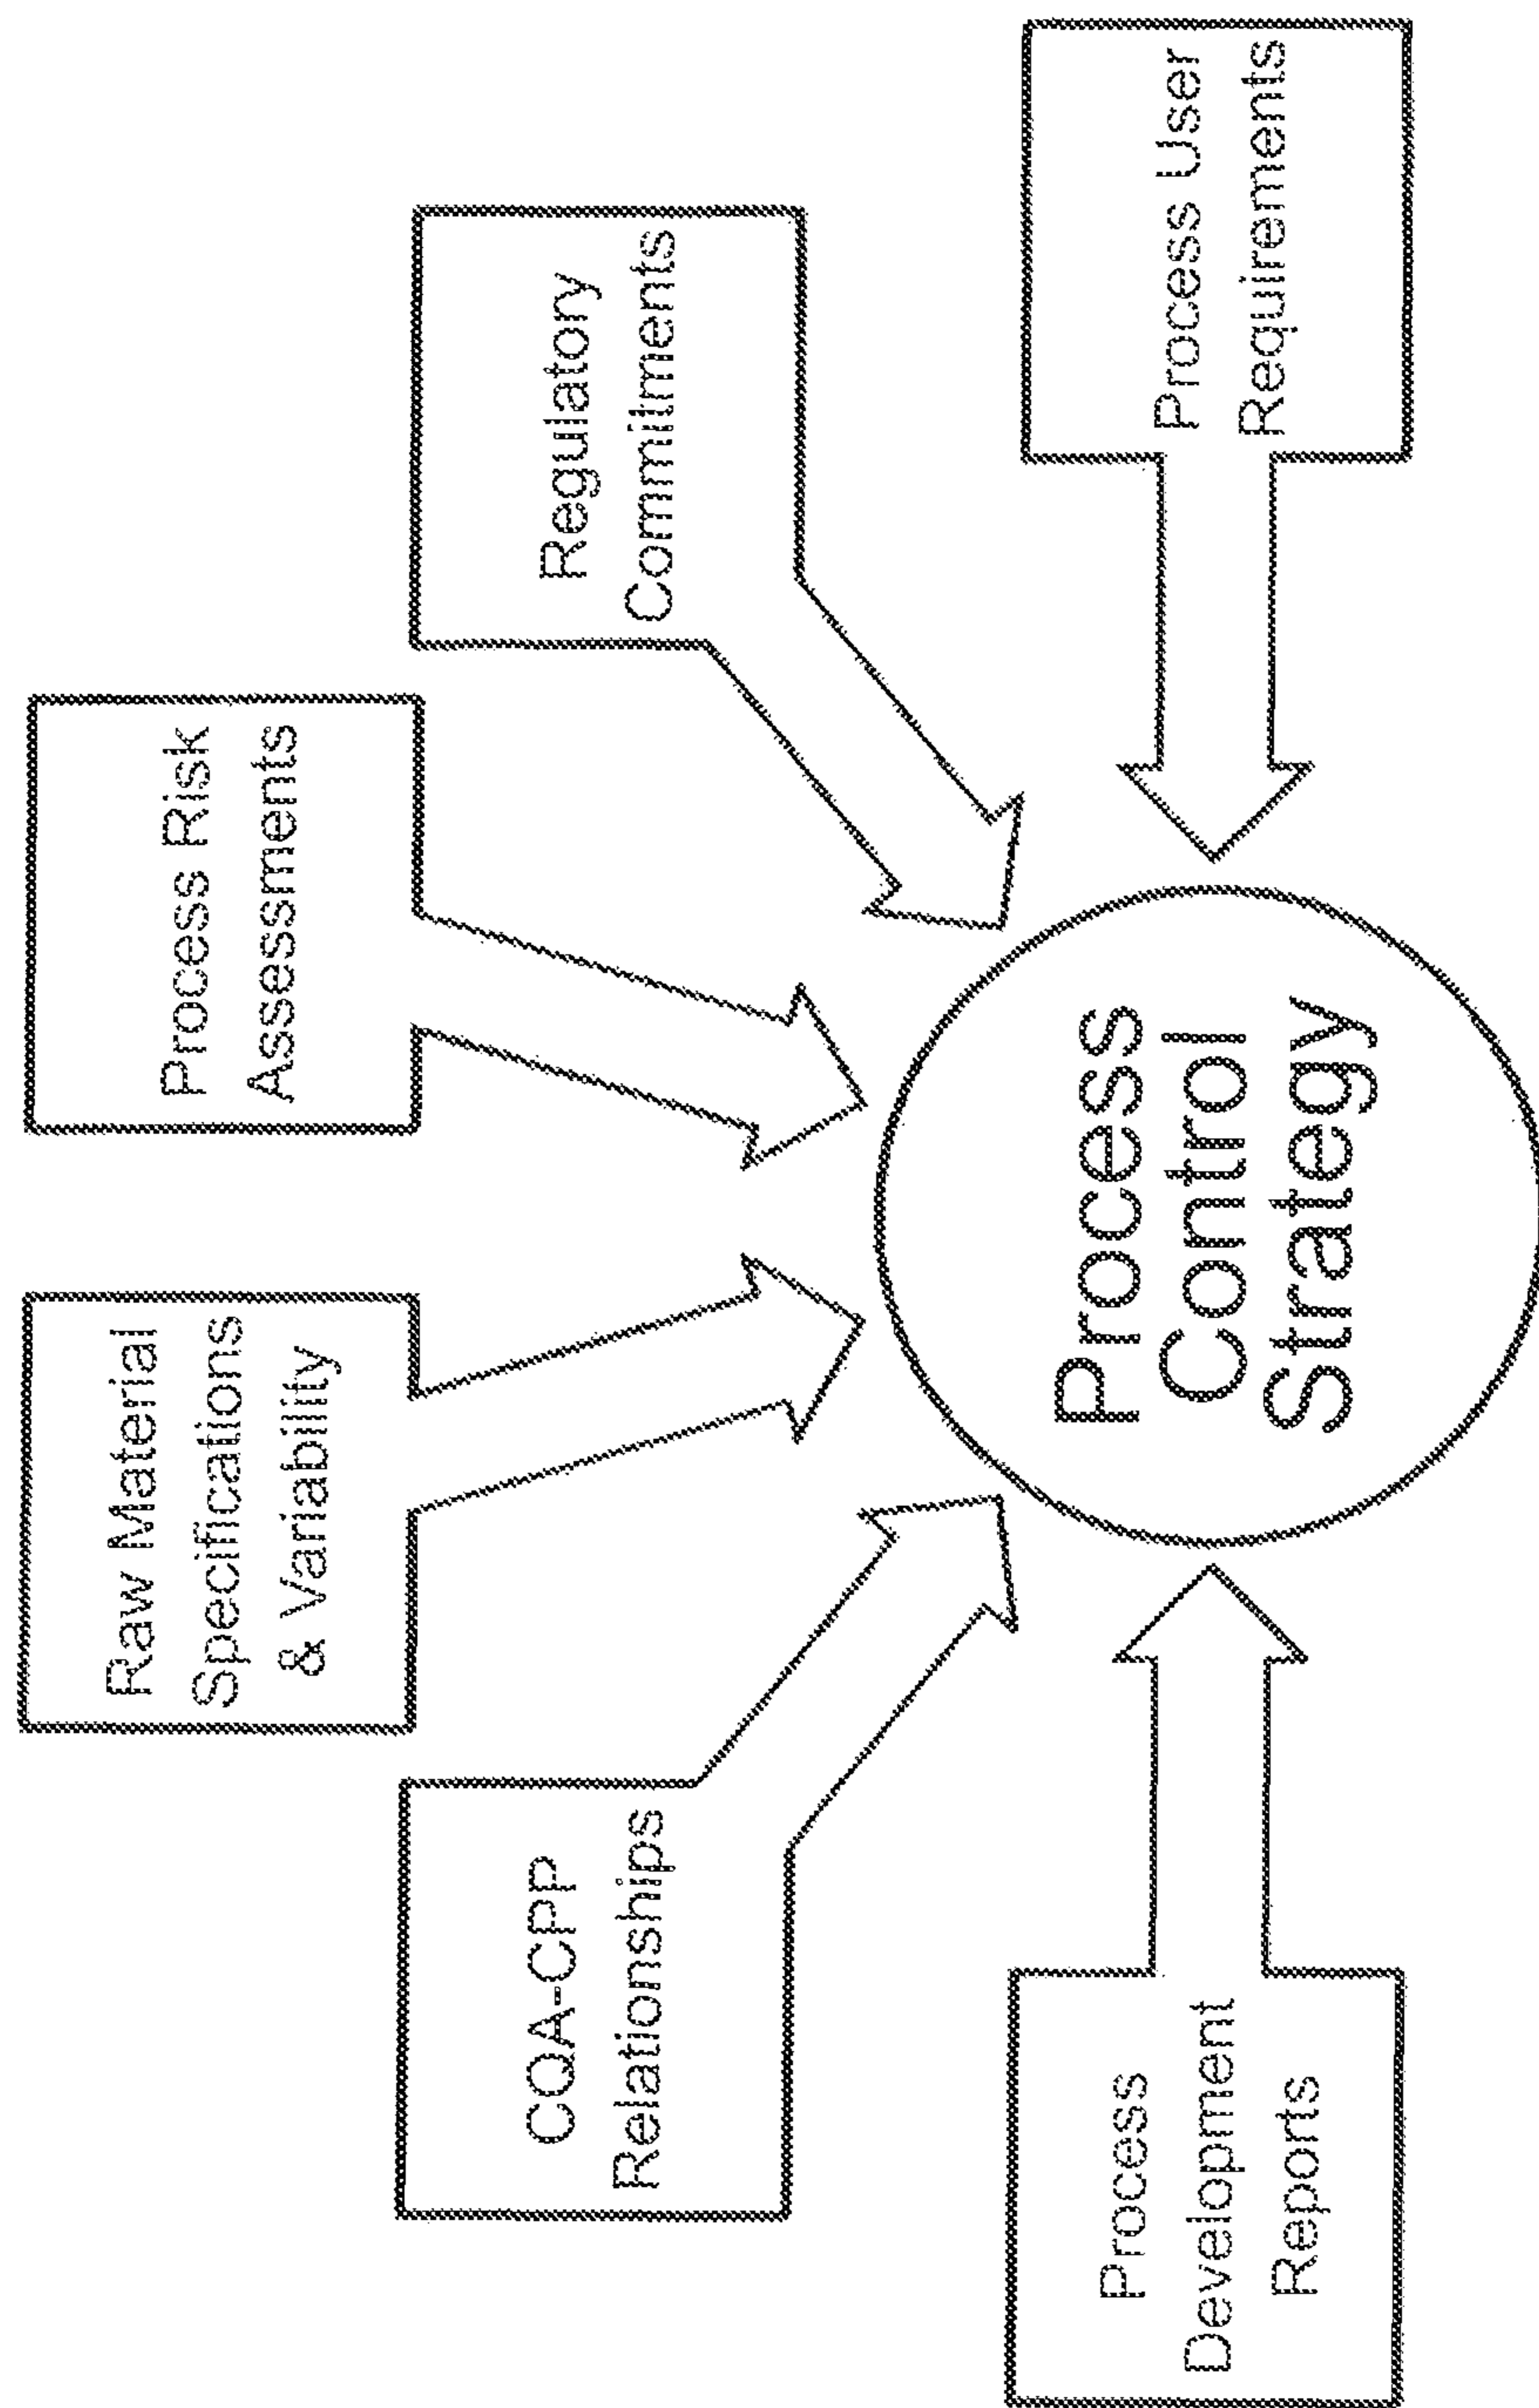 Process
Development
Reports
CQA-CPP
Relationships
Raw Material
Specifications
& Variability
Process Risk
Assessments
Regulatory
Commitments
Process User
Requirements
Process
Control
Strategy